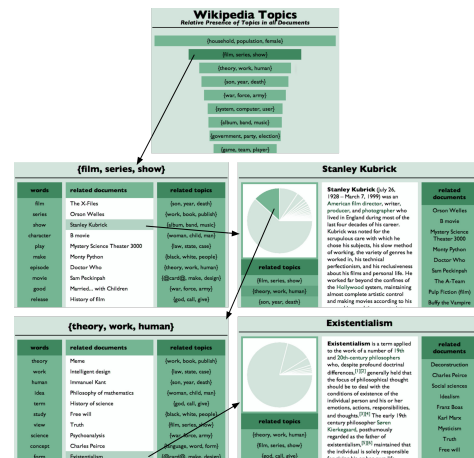 Wikipedia Topics
Relative Presence of Topics in all Documents
{household, population, female}
{film, series, show}
{theory, work, human}
{son, year, death}
{war, force, army}
{system, computer, user}
{album, band, music}
{government, party, election}
{game, team, player}
{film, series, show}
words
related documents
related topics
film
The X-Files
{son, year, death}
series
Orson Welles
{work, book, publish}
show
Stanley Kubrick
{album, band, music}
character
B movie
{woman, child, man}
play
Mystery Science Theater 3000
{law, state, case}
make
Monty Python
{black, white, people}
episode
Doctor Who
{theory, work, human}
movie
Sam Peckinpah
{@card@, make, design}
good
Married... with Children
{war, force, army}
release
History of film
{god, call, give}
Stanley Kubrick
related topics
{film, series, show}
{theory, work, human}
{son, year, death}
Stanley Kubrick (July 26,
1928 – March 7, 1999) was an
American film director, writer,
producer, and photographer who
lived in England during most of the
last four decades of his career.
Kubrick was noted for the
scrupulous care with which he
chose his subjects, his slow method
of working, the variety of genres he
worked in, his technical
perfectionism, and his reclusiveness
about his films and personal life. He
worked far beyond the confines of
the Hollywood system, maintaining
almost complete artistic control
and making movies according to his
related
documents
Orson Welles
B movie
Mystery Science
Theater 3000
Monty Python
Doctor Who
Sam Peckinpah
The A-Team
Pulp Fiction (film)
Buffy the Vampire
{theory, work, human}
words
related documents
related topics
theory
Meme
{work, book, publish}
work
Intelligent design
{law, state, case}
human
Immanuel Kant
{son, year, death}
idea
Philosophy of mathematics
{woman, child, man}
term
History of science
{god, call, give}
study
Free will
{black, white, people}
view
Truth
{film, series, show}
science
Psychoanalysis
{war, force, army}
concept
Charles Peirce
{language, word, form}
form
Existentialism
{@card@, make, design}
Existentialism
related topics
{theory, work, human}
{film, series, show}
{god, call, give}
Existentialism is a term applied
to the work of a number of 19th
and 20th-century philosophers
who, despite profound doctrinal
differences,[1][2] generally held that
the focus of philosophical thought
should be to deal with the
conditions of existence of the
individual person and his or her
emotions, actions, responsibilities,
and thoughts.[3][4] The early 19th
century philosopher Søren
Kierkegaard, posthumously
regarded as the father of
existentialism,[5][6] maintained that
the individual is solely responsible
related
documents
Deconstruction
Charles Peirce
Social sciences
Idealism
Franz Boas
Karl Marx
Mysticism
Truth
Free will